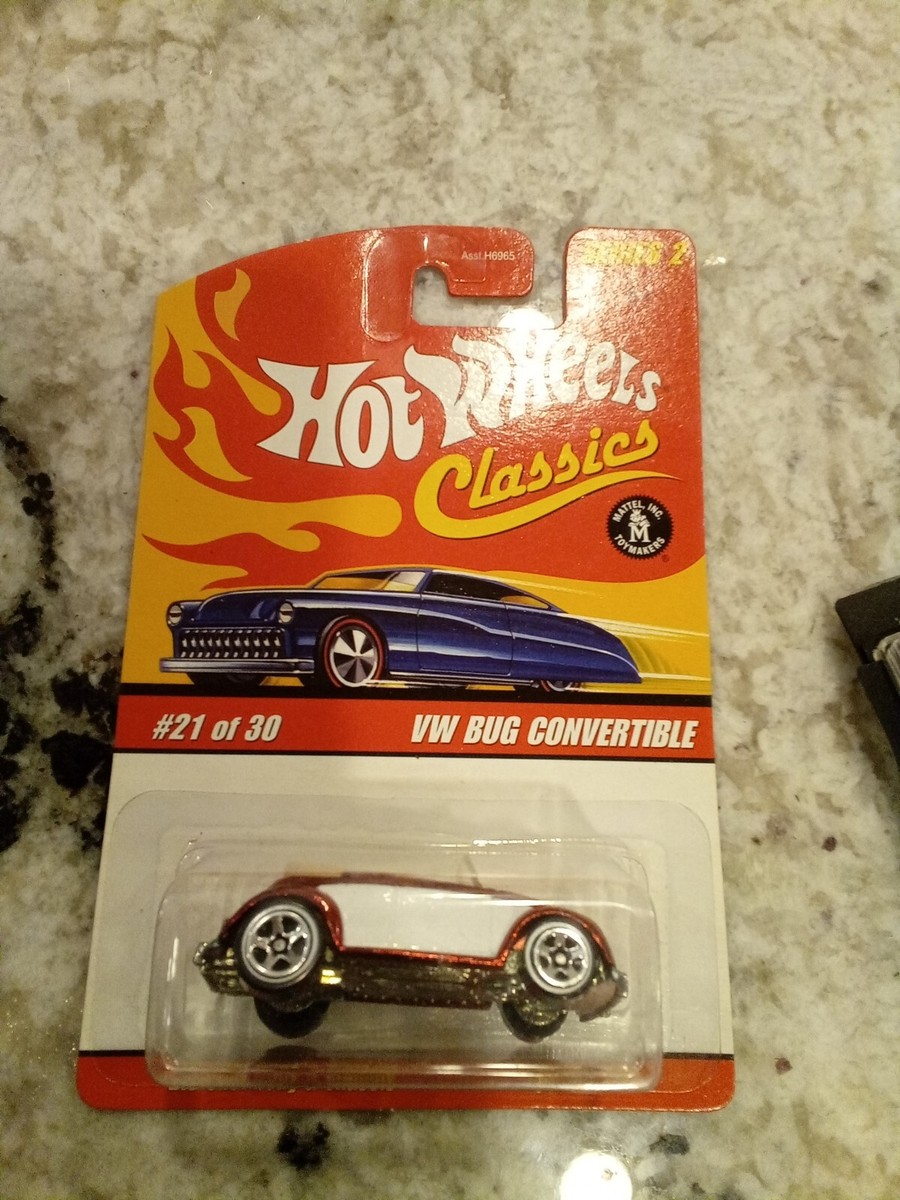 Asst.H6965
SERIES 2
Hot Wheels
Classics
MATTEL, INC.
M
TOYMAKERS
®
#21 of 30
VW BUG CONVERTIBLE